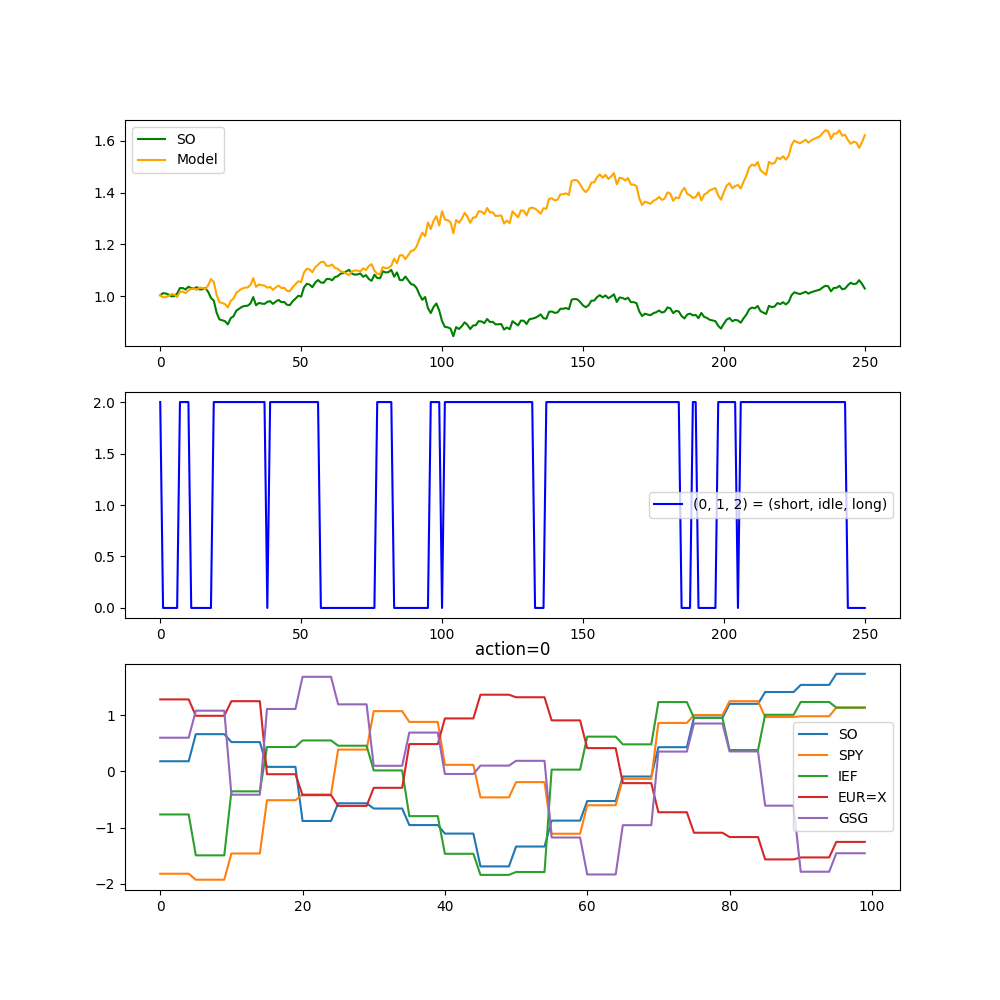 SO
Model
1.6
1.4
1.2
1.0
0 50 100 150 200 250
2.0
1.5
1.0
0.5
0.0
(0, 1, 2) = (short, idle, long)
0 50 100 150 200 250
action=0
1
0
−1
−2
SO
SPY
IEF
EUR=X
GSG
0 20 40 60 80 100